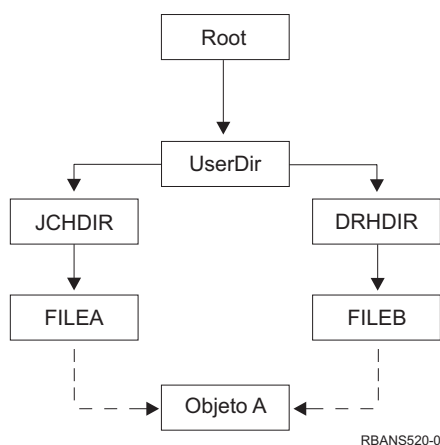 Root
UserDir
JCHDIR
DRHDIR
FILEA
FILEB
Objeto A
RBANS520-0